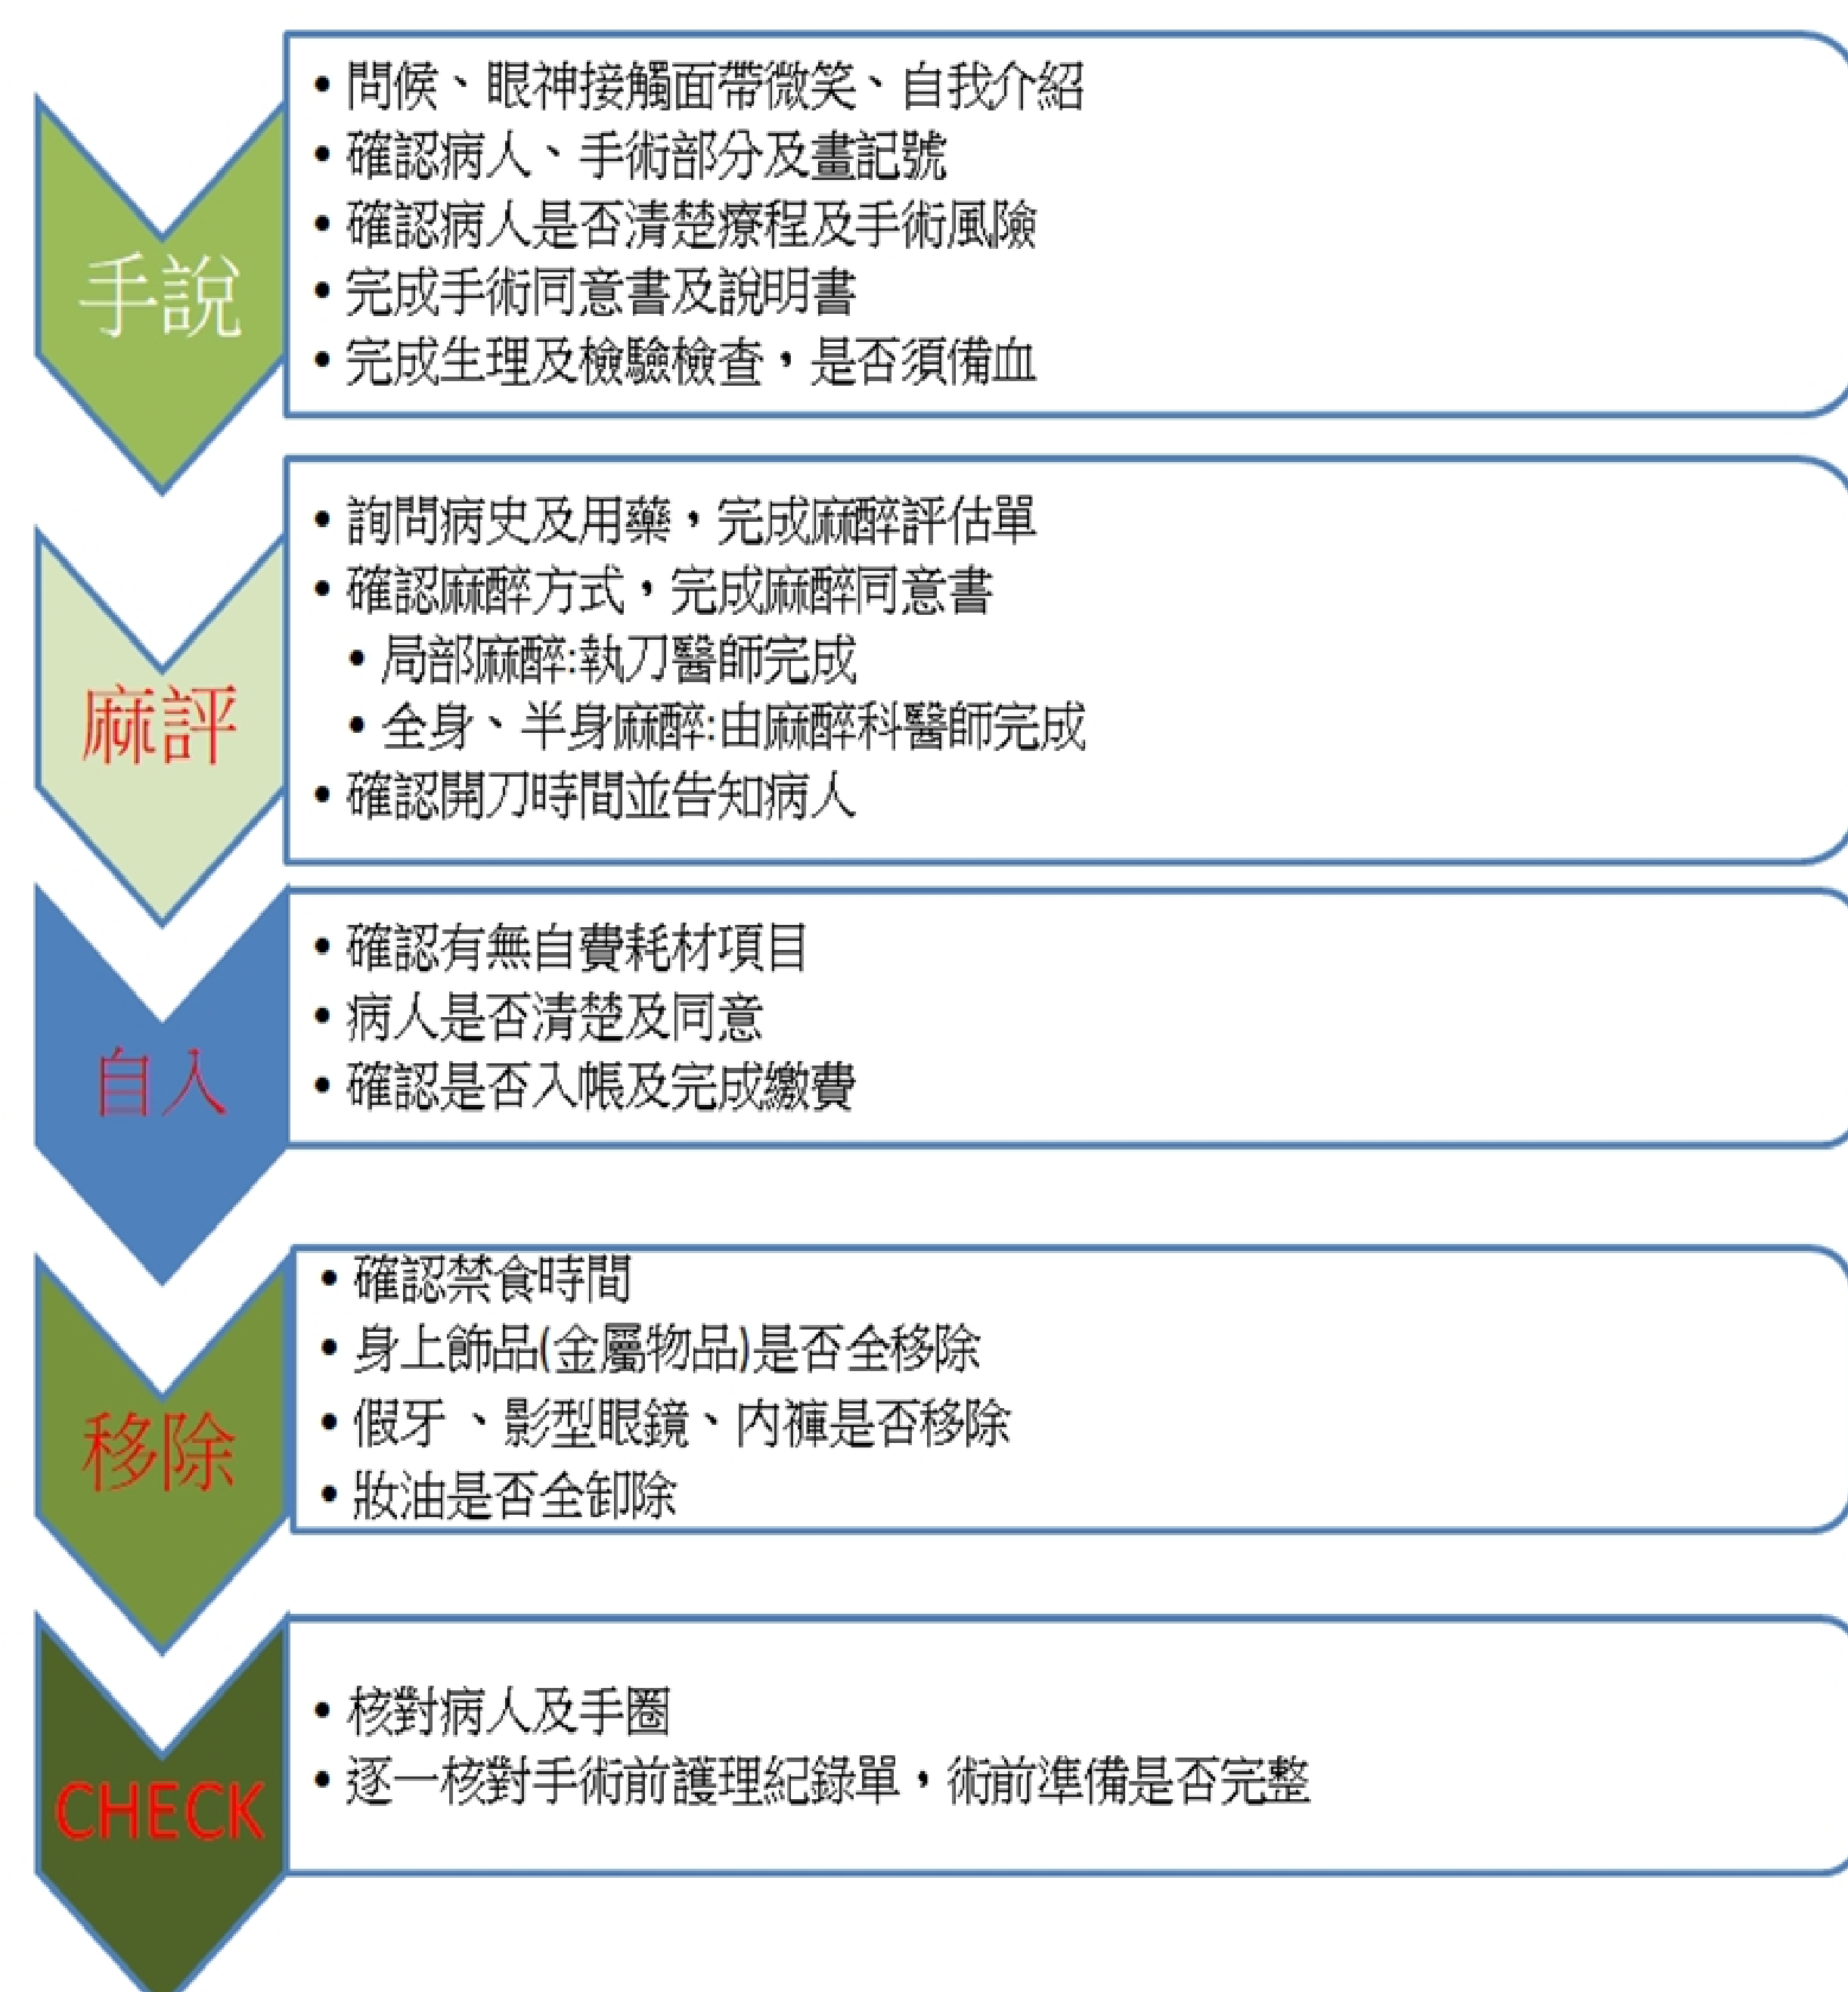 手說
• 問候、眼神接觸面帶微笑、自我介紹
• 確認病人、手術部分及畫記號
• 確認病人是否清楚療程及手術風險
• 完成手術同意書及說明書
• 完成生理及檢驗檢查，是否須備血
麻評
• 詢問病史及用藥，完成麻醉評估單
• 確認麻醉方式，完成麻醉同意書
• 局部麻醉:執刀醫師完成
• 全身、半身麻醉:由麻醉科醫師完成
• 確認開刀時間並告知病人
自入
• 確認有無自費耗材項目
• 病人是否清楚及同意
• 確認是否入帳及完成繳費
移除
• 確認禁食時間
• 身上飾品(金屬物品)是否全移除
• 假牙 、影型眼鏡、內褲是否移除
• 妝油是否全卸除
CHECK
• 核對病人及手圈
• 逐一核對手術前護理紀錄單，術前準備是否完整